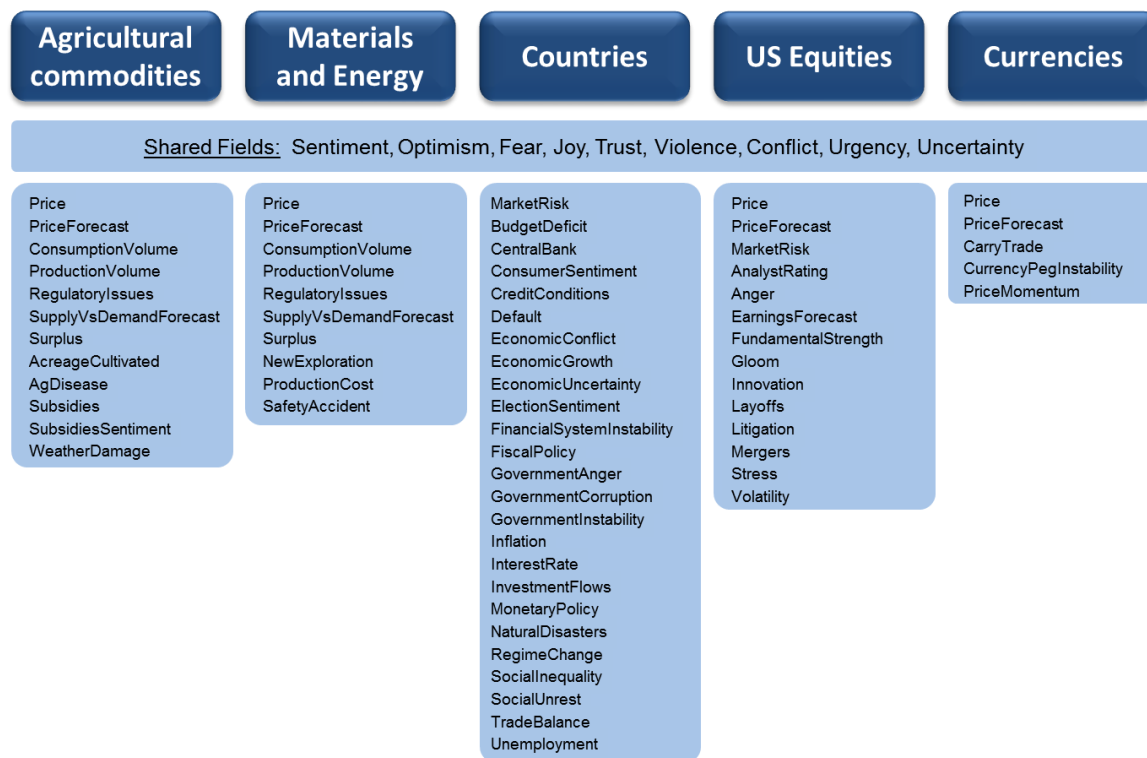 Agricultural
commodities
Materials
and Energy
Countries
US Equities
Currencies
Shared Fields: Sentiment, Optimism, Fear, Joy, Trust, Violence, Conflict, Urgency, Uncertainty
Price
PriceForecast
ConsumptionVolume
ProductionVolume
RegulatoryIssues
SupplyVsDemandForecast
Surplus
AcreageCultivated
AgDisease
Subsidies
SubsidiesSentiment
WeatherDamage
Price
PriceForecast
ConsumptionVolume
ProductionVolume
RegulatoryIssues
SupplyVsDemandForecast
Surplus
NewExploration
ProductionCost
SafetyAccident
MarketRisk
BudgetDeficit
CentralBank
ConsumerSentiment
CreditConditions
Default
EconomicConflict
EconomicGrowth
EconomicUncertainty
ElectionSentiment
FinancialSystemInstability
FiscalPolicy
GovernmentAnger
GovernmentCorruption
GovernmentInstability
Inflation
InterestRate
InvestmentFlows
MonetaryPolicy
NaturalDisasters
RegimeChange
SocialInequality
SocialUnrest
TradeBalance
Unemployment
Price
PriceForecast
MarketRisk
AnalystRating
Anger
EarningsForecast
FundamentalStrength
Gloom
Innovation
Layoffs
Litigation
Mergers
Stress
Volatility
Price
PriceForecast
CarryTrade
CurrencyPegInstability
PriceMomentum